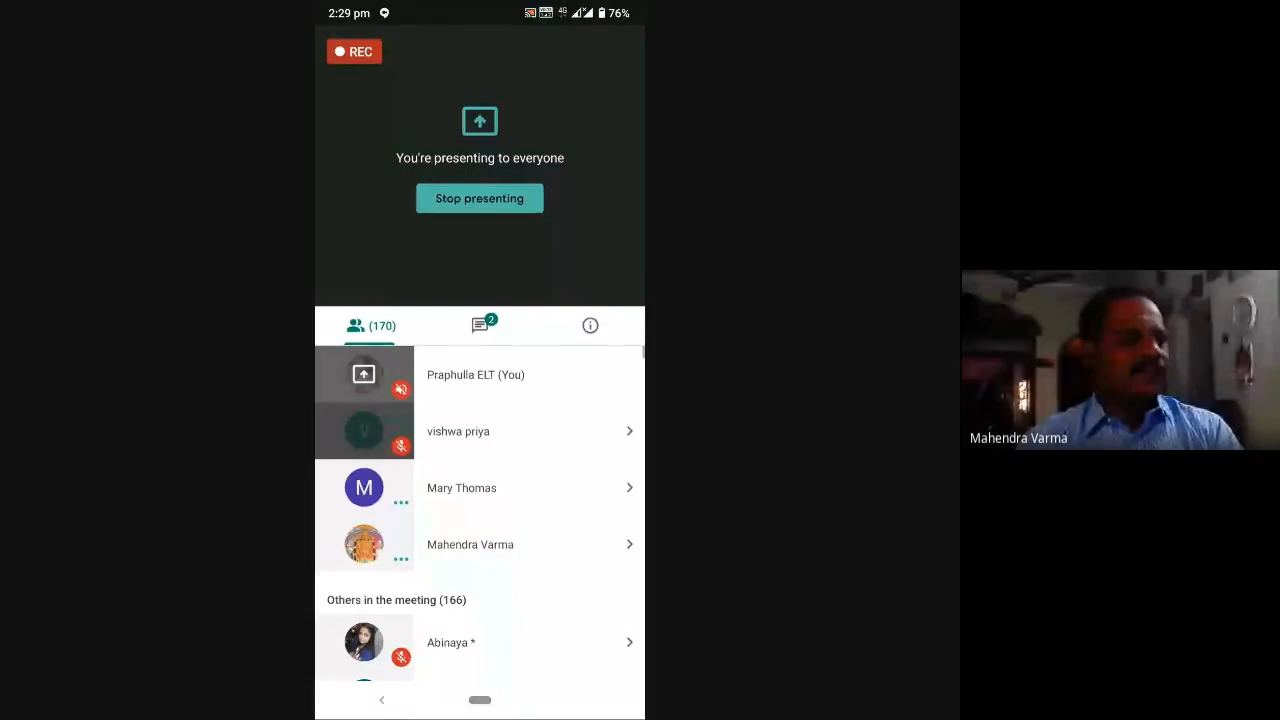 2:29 pm
4G
76%
REC
You're presenting to everyone
Stop presenting
(170)
2
Praphulla ELT (You)
V
vishwa priya
M
Mary Thomas
Mahendra Varma
Others in the meeting (166)
Abinaya *
Mahendra Varma